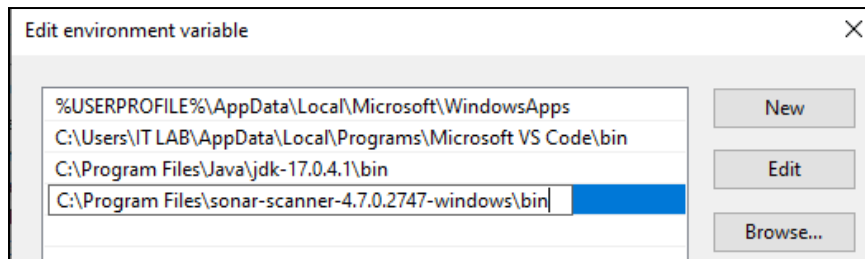 Edit environment variable
%USERPROFILE%\AppData\Local\Microsoft\WindowsApps
New
C:\Users\IT LAB\AppData\Local\Programs\Microsoft VS Code\bin
C:\Program Files\Java\jdk-17.0.4.1\bin
Edit
C:\Program Files\sonar-scanner-4.7.0.2747-windows\bin
Browse...